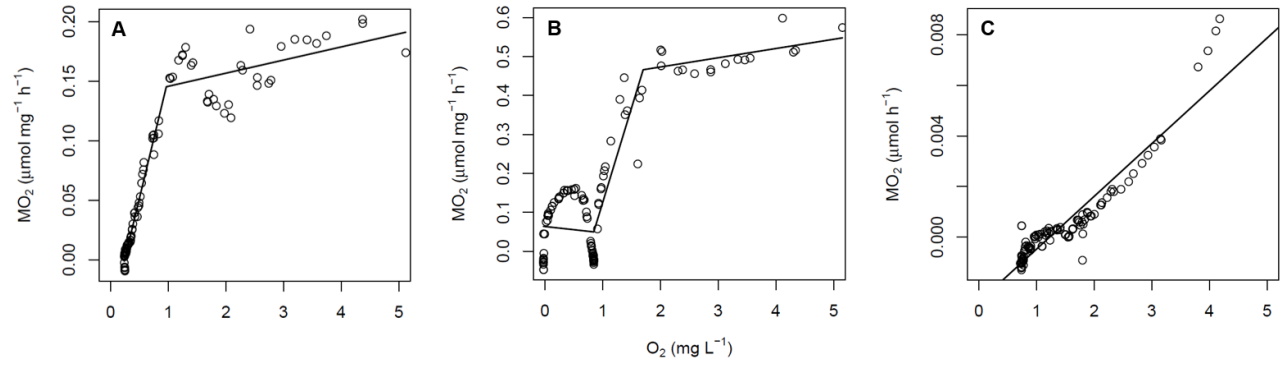 A
B
C
0.20
0.15
0.10
0.05
0.00
MO₂ (μmol mg⁻¹ h⁻¹)
0 1 2 3 4 5
0.6
0.5
0.4
0.3
0.2
0.1
0.0
MO₂ (μmol mg⁻¹ h⁻¹)
0 1 2 3 4 5
0.008
0.004
0.000
MO₂ (μmol h⁻¹)
0 1 2 3 4 5
O₂ (mg L⁻¹)